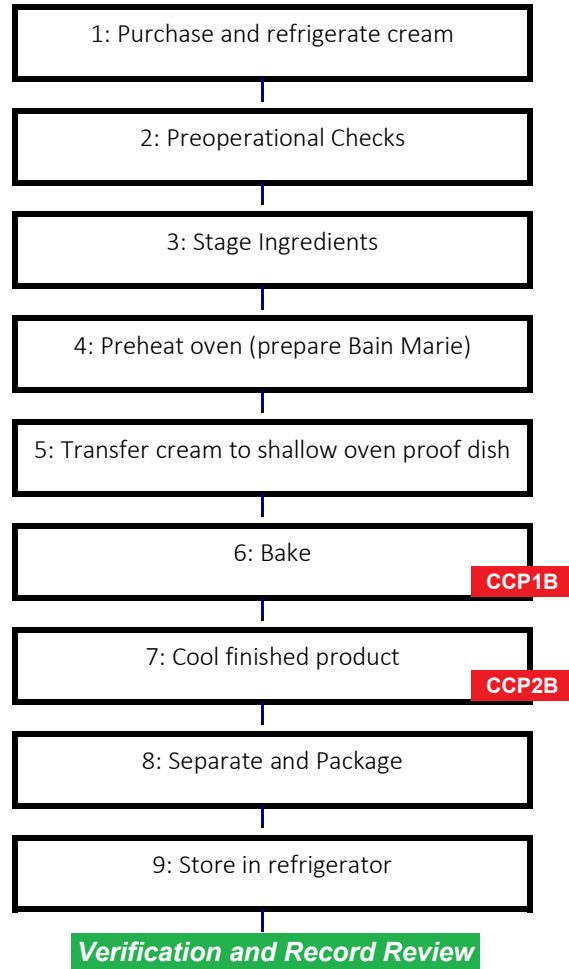 1: Purchase and refrigerate cream
2: Preoperational Checks
3: Stage Ingredients
4: Preheat oven (prepare Bain Marie)
5: Transfer cream to shallow oven proof dish
6: Bake
CCP1B
7: Cool finished product
CCP2B
8: Separate and Package
9: Store in refrigerator
Verification and Record Review